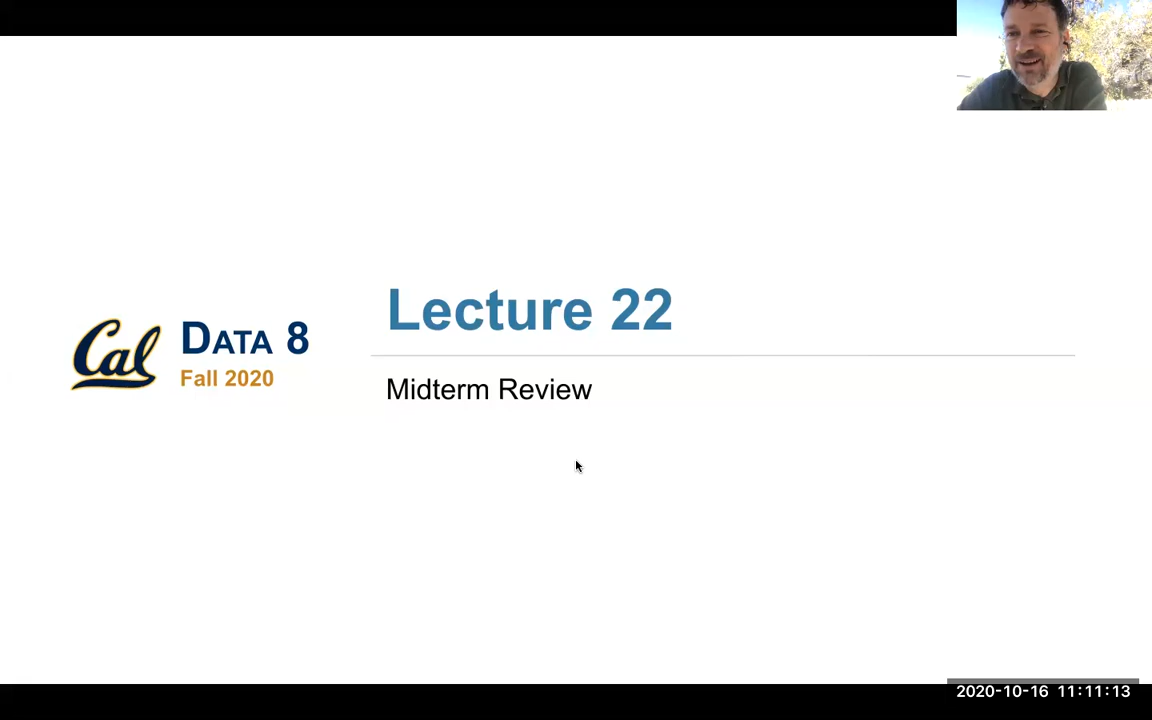 Lecture 22
Cal
DATA 8
Fall 2020
Midterm Review
2020-10-16 11:11:13